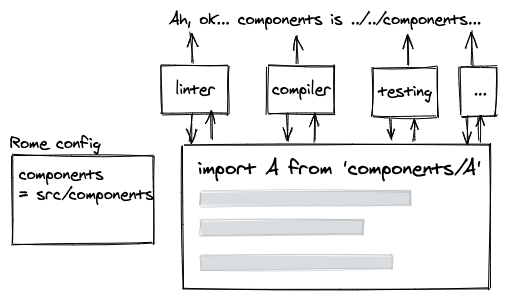 Ah, ok... components is ../../components...
linter
compiler
testing
...
Rome config
components
= src/components
import A from 'components/A'